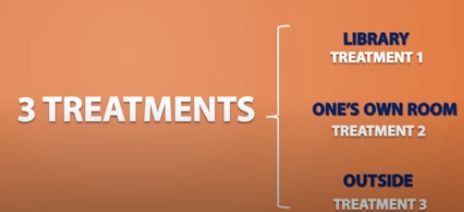 3 TREATMENTS
LIBRARY
TREATMENT 1
ONE'S OWN ROOM
TREATMENT 2
OUTSIDE
TREATMENT 3